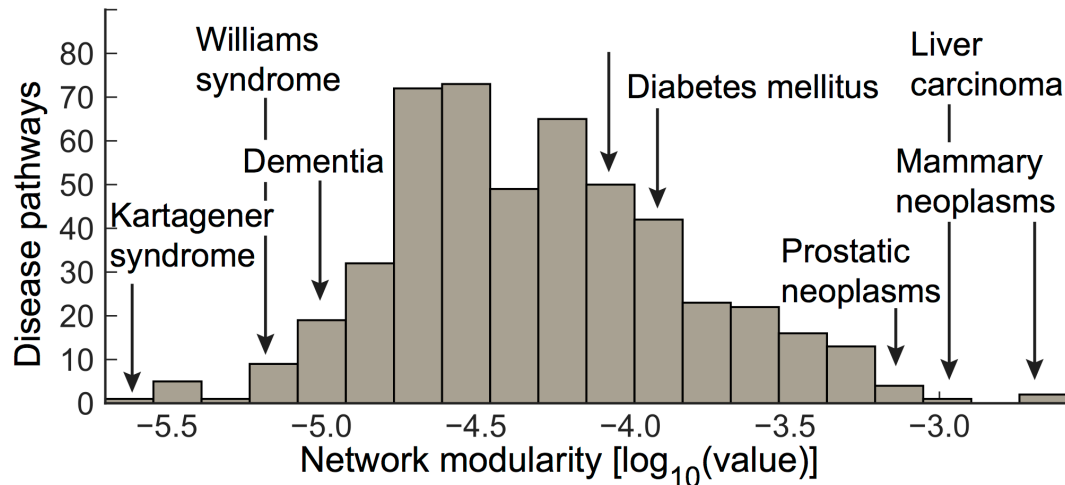 Williams
syndrome
Liver
carcinoma
Diabetes mellitus
Dementia
Mammary
neoplasms
Kartagener
syndrome
Prostatic
neoplasms
Disease pathways
80
70
60
50
40
30
20
10
0
−5.5 −5.0 −4.5 −4.0 −3.5 −3.0
Network modularity [log10(value)]